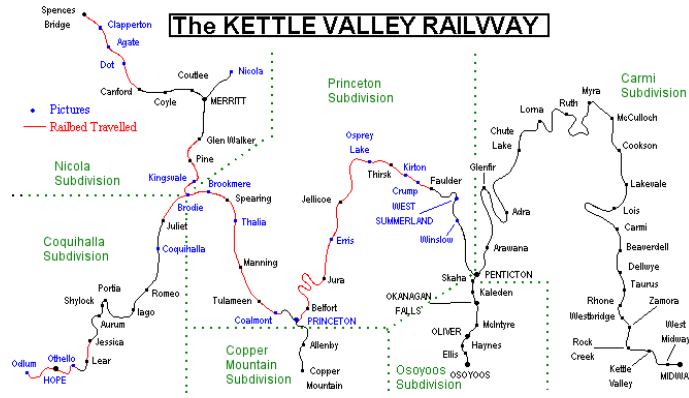 The KETTLE VALLEY RAILWAY
Spences
Bridge
Clapperton
Agate
Dot
Canford
Coyle
Coutlee
Nicola
MERRITT
Pictures
Railbed Travelled
Glen Walker
Pine
Kingsvale
Nicola
Subdivision
Brodie
Brookmere
Spearing
Thalia
Manning
Tulameen
Coalmont
PRINCETON
Juliet
Coquihalla
Coquihalla
Subdivision
Romeo
Iago
Portia
Shylock
Aurum
Jessica
Lear
Othello
HOPE
Odlum
Princeton
Subdivision
Osprey
Lake
Thirsk
Kirton
Crump
Faulder
WEST
SUMMERLAND
Winslow
Jellicoe
Erris
Jura
Belfort
Allenby
Copper
Mountain
Copper
Mountain
Subdivision
Skaha
PENTICTON
Kaleden
OKANAGAN
FALLS
McIntyre
OLIVER
Haynes
Ellis
OSOYOOS
Osoyoos
Subdivision
Carmi
Subdivision
Glenfir
Adra
Arawana
Chute
Lake
Lorna
Ruth
Myra
McCulloch
Cookson
Lakevale
Lois
Carmi
Beaverdell
Dellwye
Taurus
Rhone
Zamora
Westbridge
Rock
Creek
Kettle
Valley
West
Midway
MIDWAY